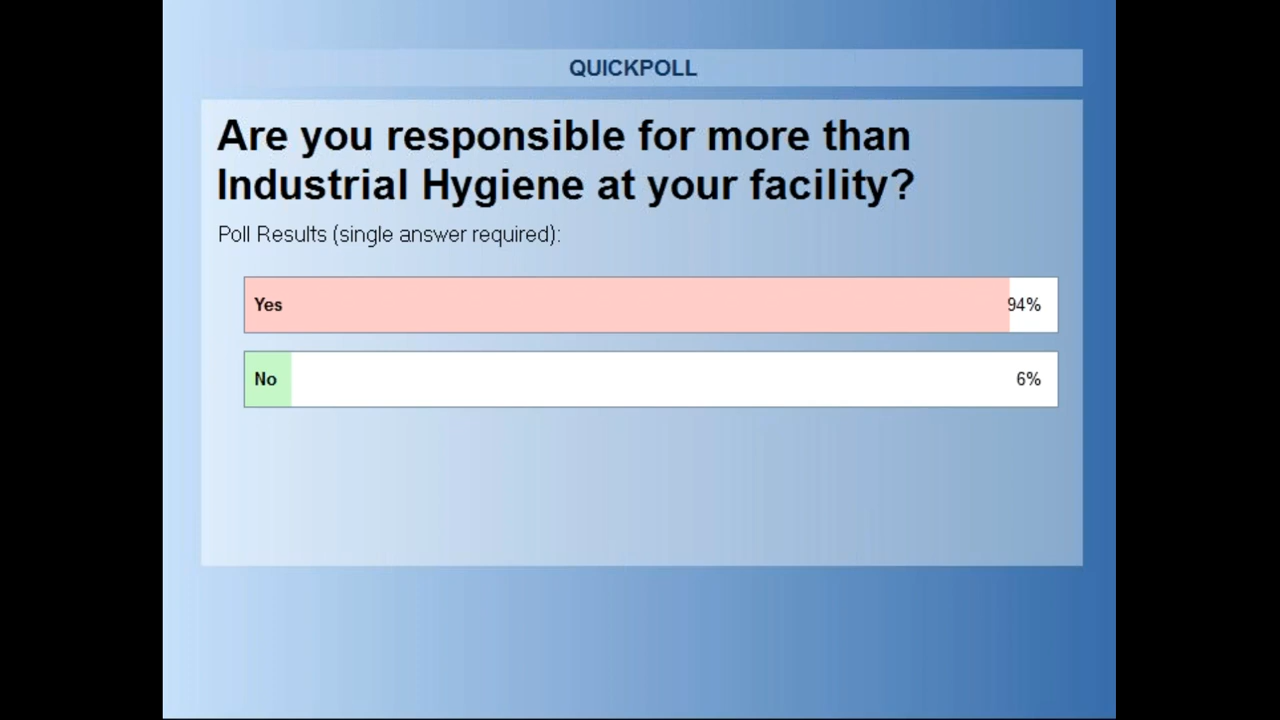 QUICKPOLL
Are you responsible for more than
Industrial Hygiene at your facility?
Poll Results (single answer required):
Yes 94%
No 6%